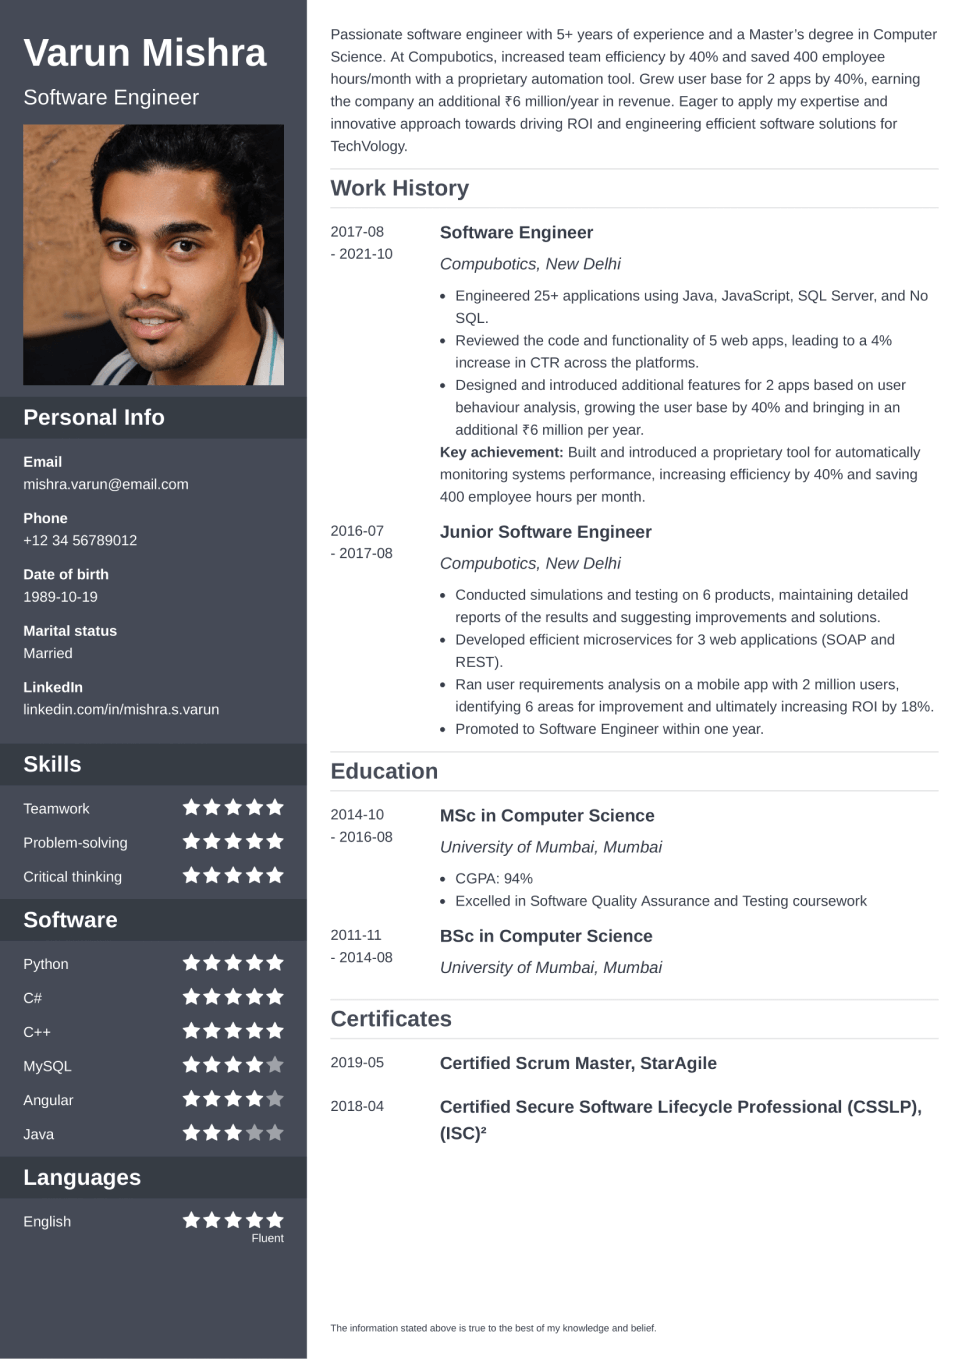 Varun Mishra
Software Engineer
Personal Info
Email
mishra.varun@email.com
Phone
+12 34 56789012
Date of birth
1989-10-19
Marital status
Married
LinkedIn
linkedin.com/in/mishra.s.varun
Skills
Teamwork
Problem-solving
Critical thinking
Software
Python
C#
C++
MySQL
Angular
Java
Languages
English
Fluent
Passionate software engineer with 5+ years of experience and a Master’s degree in Computer
Science. At Compubotics, increased team efficiency by 40% and saved 400 employee
hours/month with a proprietary automation tool. Grew user base for 2 apps by 40%, earning
the company an additional ₹6 million/year in revenue. Eager to apply my expertise and
innovative approach towards driving ROI and engineering efficient software solutions for
TechVology.
Work History
2017-08
- 2021-10
Software Engineer
Compubotics, New Delhi
• Engineered 25+ applications using Java, JavaScript, SQL Server, and No
SQL.
• Reviewed the code and functionality of 5 web apps, leading to a 4%
increase in CTR across the platforms.
• Designed and introduced additional features for 2 apps based on user
behaviour analysis, growing the user base by 40% and bringing in an
additional ₹6 million per year.
Key achievement: Built and introduced a proprietary tool for automatically
monitoring systems performance, increasing efficiency by 40% and saving
400 employee hours per month.
2016-07
- 2017-08
Junior Software Engineer
Compubotics, New Delhi
• Conducted simulations and testing on 6 products, maintaining detailed
reports of the results and suggesting improvements and solutions.
• Developed efficient microservices for 3 web applications (SOAP and
REST).
• Ran user requirements analysis on a mobile app with 2 million users,
identifying 6 areas for improvement and ultimately increasing ROI by 18%.
• Promoted to Software Engineer within one year.
Education
2014-10
- 2016-08
MSc in Computer Science
University of Mumbai, Mumbai
• CGPA: 94%
• Excelled in Software Quality Assurance and Testing coursework
2011-11
- 2014-08
BSc in Computer Science
University of Mumbai, Mumbai
Certificates
2019-05
Certified Scrum Master, StarAgile
2018-04
Certified Secure Software Lifecycle Professional (CSSLP),
(ISC)²
The information stated above is true to the best of my knowledge and belief.